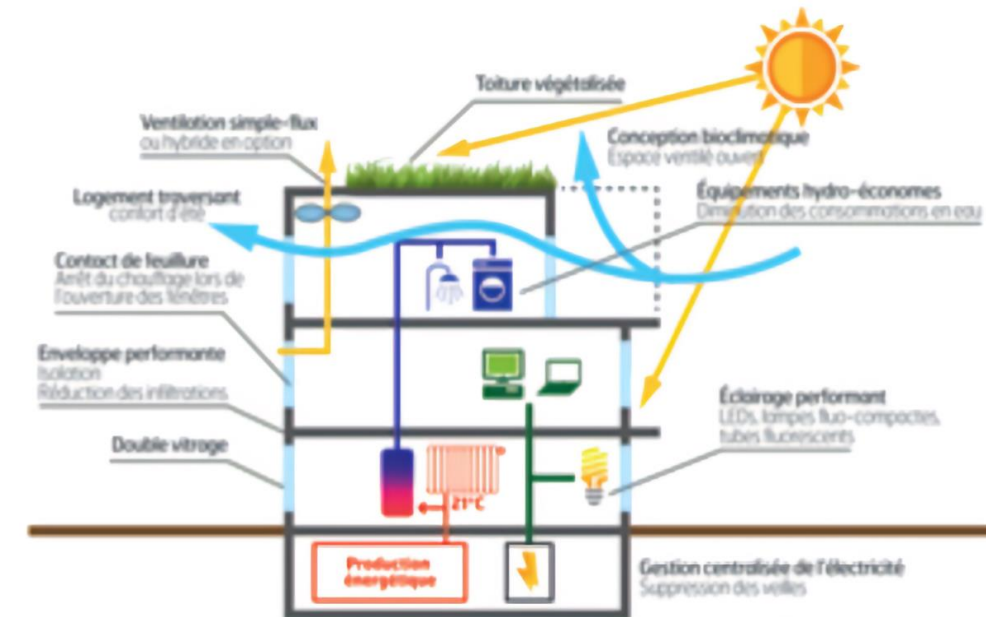 Toiture végétalisée
Ventilation simple-flux
ou hybride en option
Conception bioclimatique
Espace ventilé ouvert
Logement traversant
confort d'été
Équipements hydro-économes
Diminution des consommations en eau
Contact de feuillure
Arrêt du chauffage lors de
l'ouverture des fenêtres
Enveloppe performante
Isolation
Réduction des infiltrations
Éclairage performant
LEDs, lampes fluo-compactes,
tubes fluorescents
Double vitrage
21°C
Production
énergétique
Gestion centralisée de l'électricité
Suppression des veilles